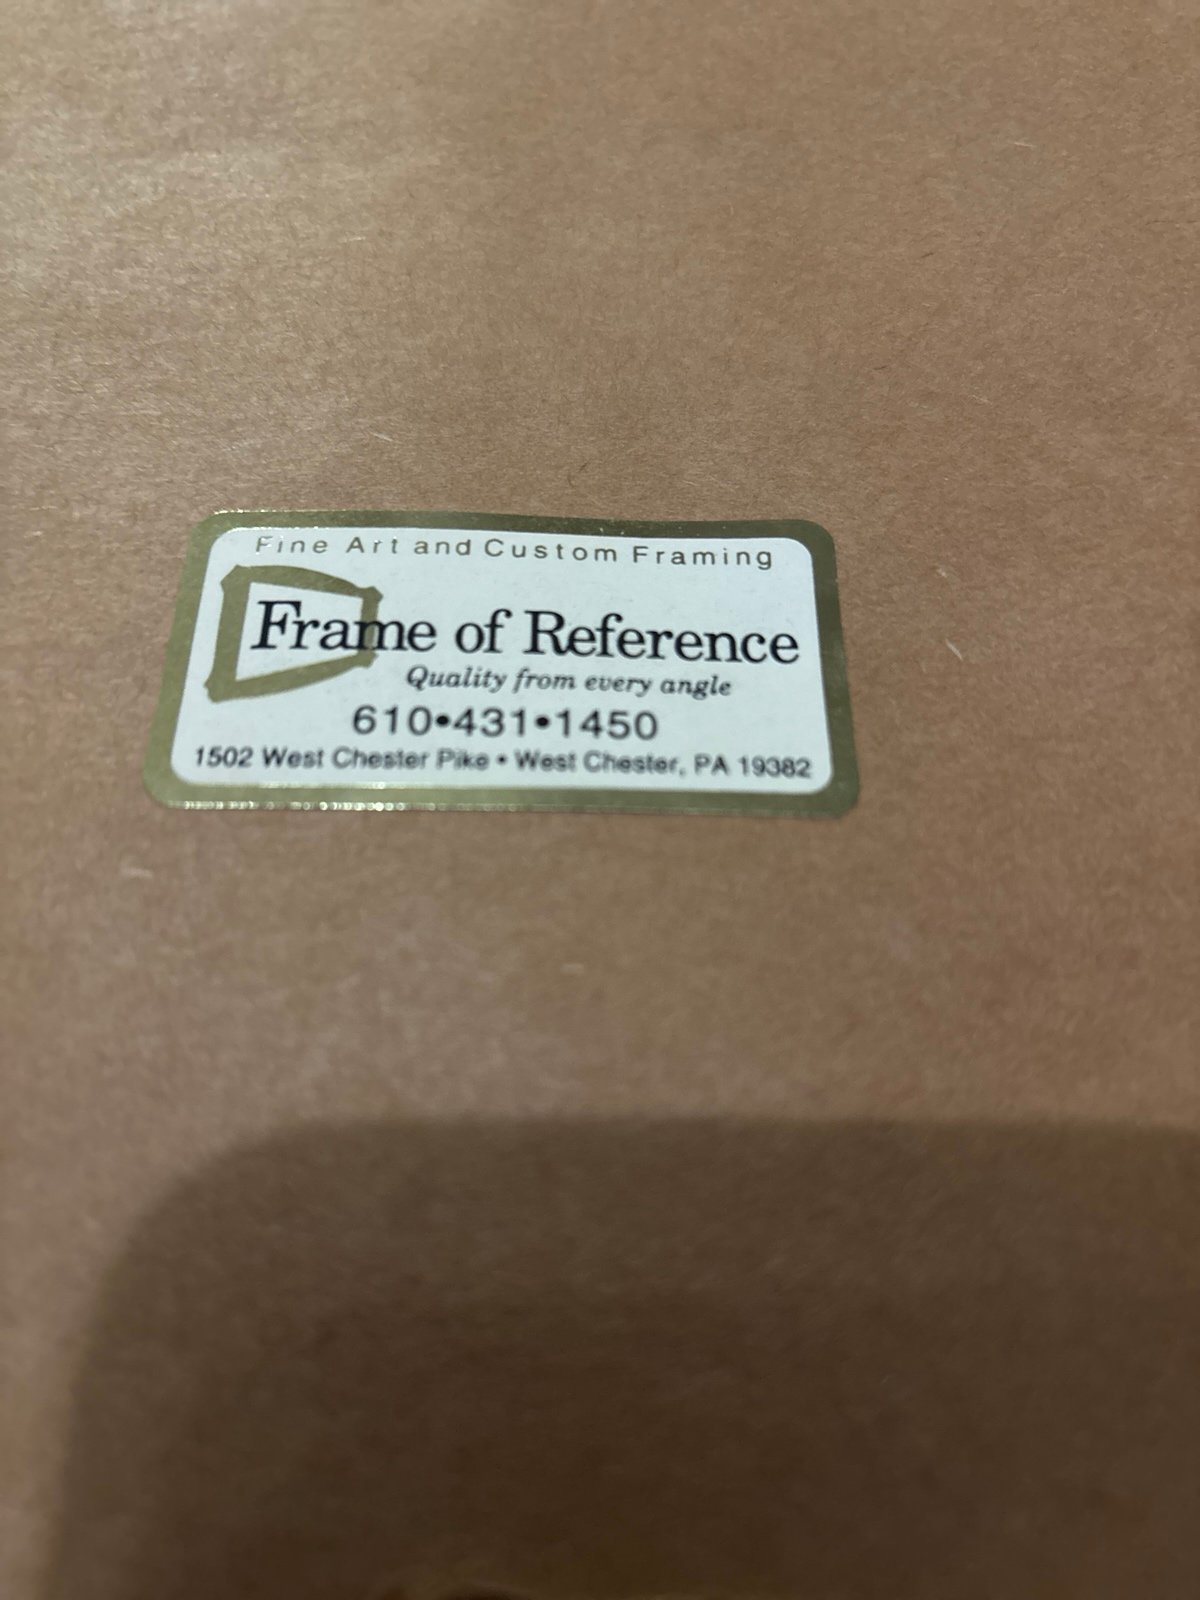 Fine Art and Custom Framing
Frame of Reference
Quality from every angle
610•431•1450
1502 West Chester Pike • West Chester, PA 19382